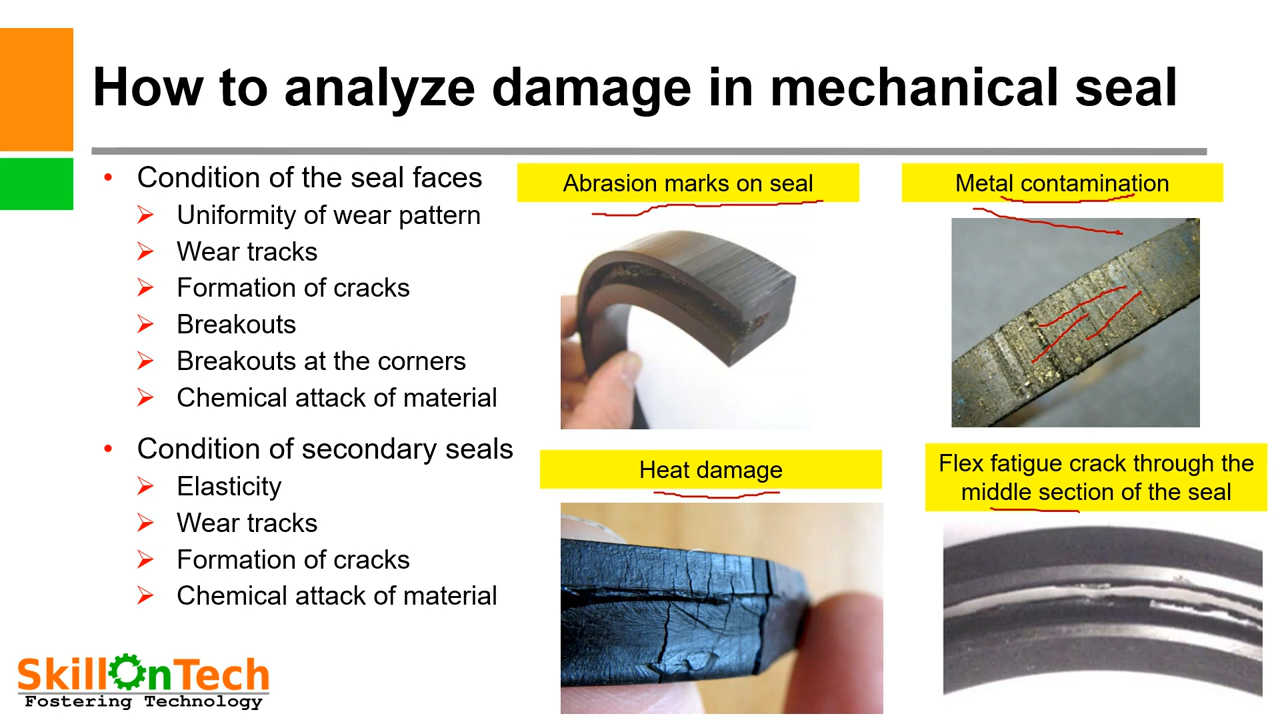 How to analyze damage in mechanical seal
• Condition of the seal faces
Uniformity of wear pattern
Wear tracks
Formation of cracks
Breakouts
Breakouts at the corners
Chemical attack of material
• Condition of secondary seals
Elasticity
Wear tracks
Formation of cracks
Chemical attack of material
Abrasion marks on seal
Metal contamination
Heat damage
Flex fatigue crack through the
middle section of the seal
SkillOnTech
Fostering Technology